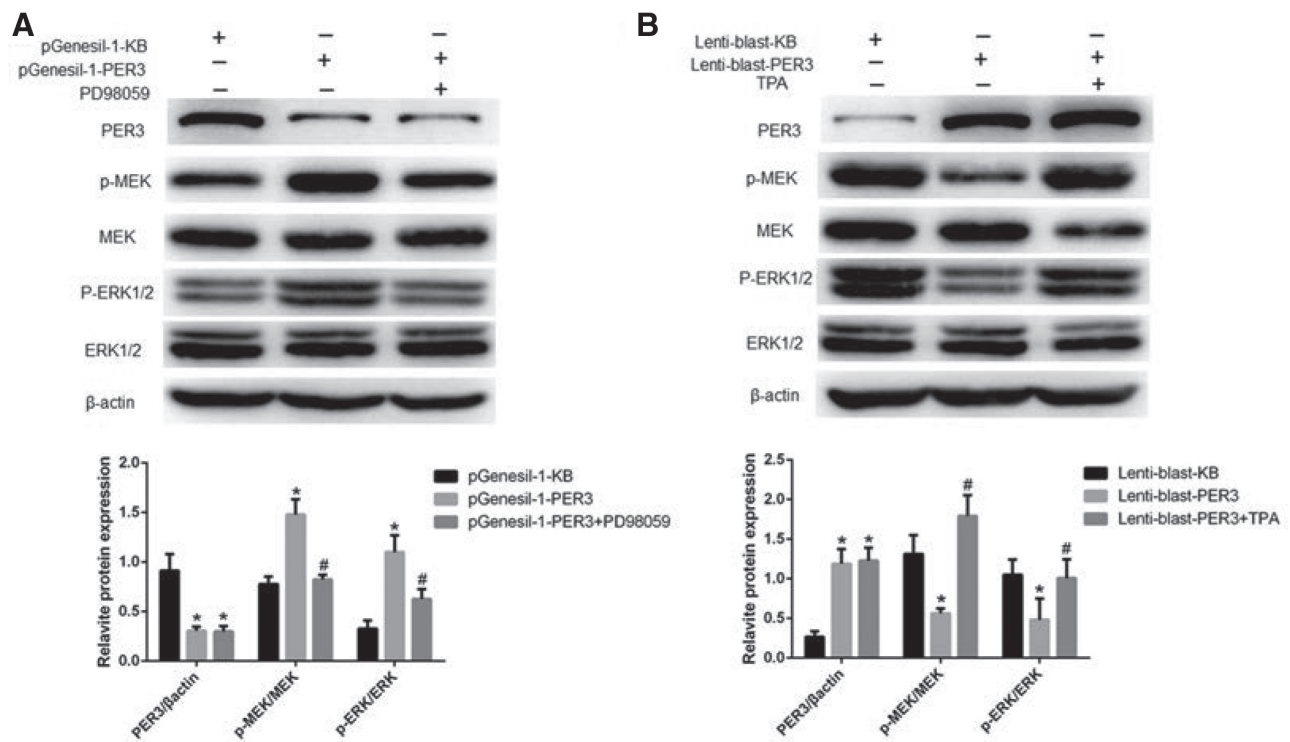 A
pGenesil-1-KB + − −
pGenesil-1-PER3 − + +
PD98059 − − +
PER3
p-MEK
MEK
P-ERK1/2
ERK1/2
β-actin
Relavite protein expression
2.0
1.5
1.0
0.5
0.0
* * * # * #
PER3/βactin
p-MEK/MEK
p-ERK/ERK
pGenesil-1-KB
pGenesil-1-PER3
pGenesil-1-PER3+PD98059
B
Lenti-blast-KB + − −
Lenti-blast-PER3 − + +
TPA − − +
PER3
p-MEK
MEK
P-ERK1/2
ERK1/2
β-actin
Relavite protein expression
2.5
2.0
1.5
1.0
0.5
0.0
* * * # * #
PER3/βactin
p-MEK/MEK
p-ERK/ERK
Lenti-blast-KB
Lenti-blast-PER3
Lenti-blast-PER3+TPA